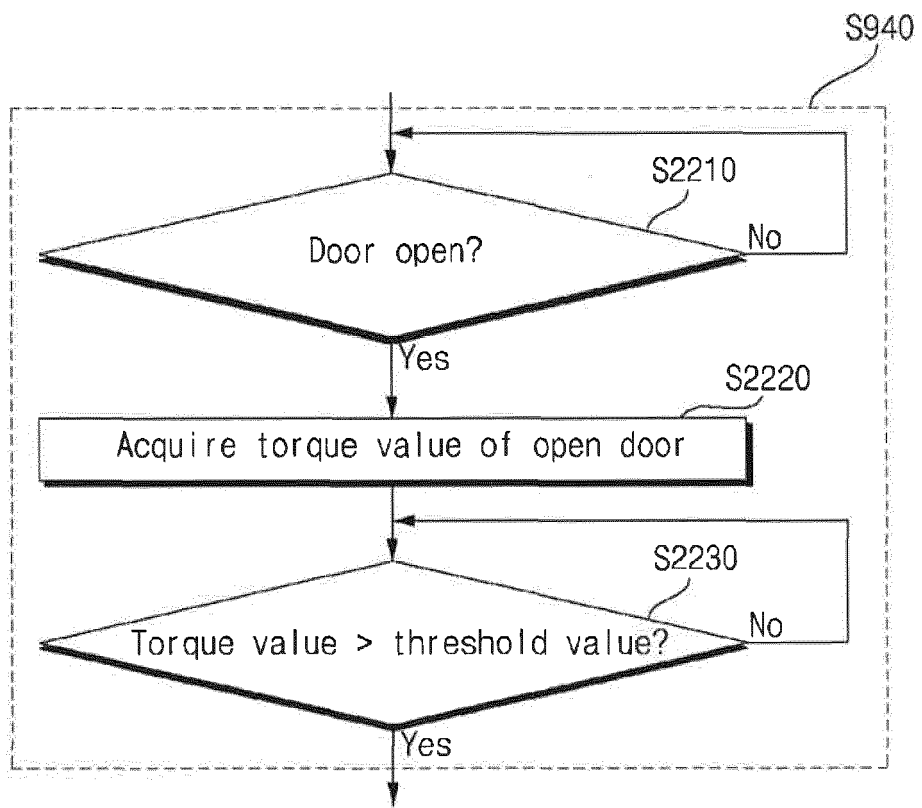 S940
S2210
Door open?
No
Yes
S2220
Acquire torque value of open door
S2230
Torque value > threshold value?
No
Yes